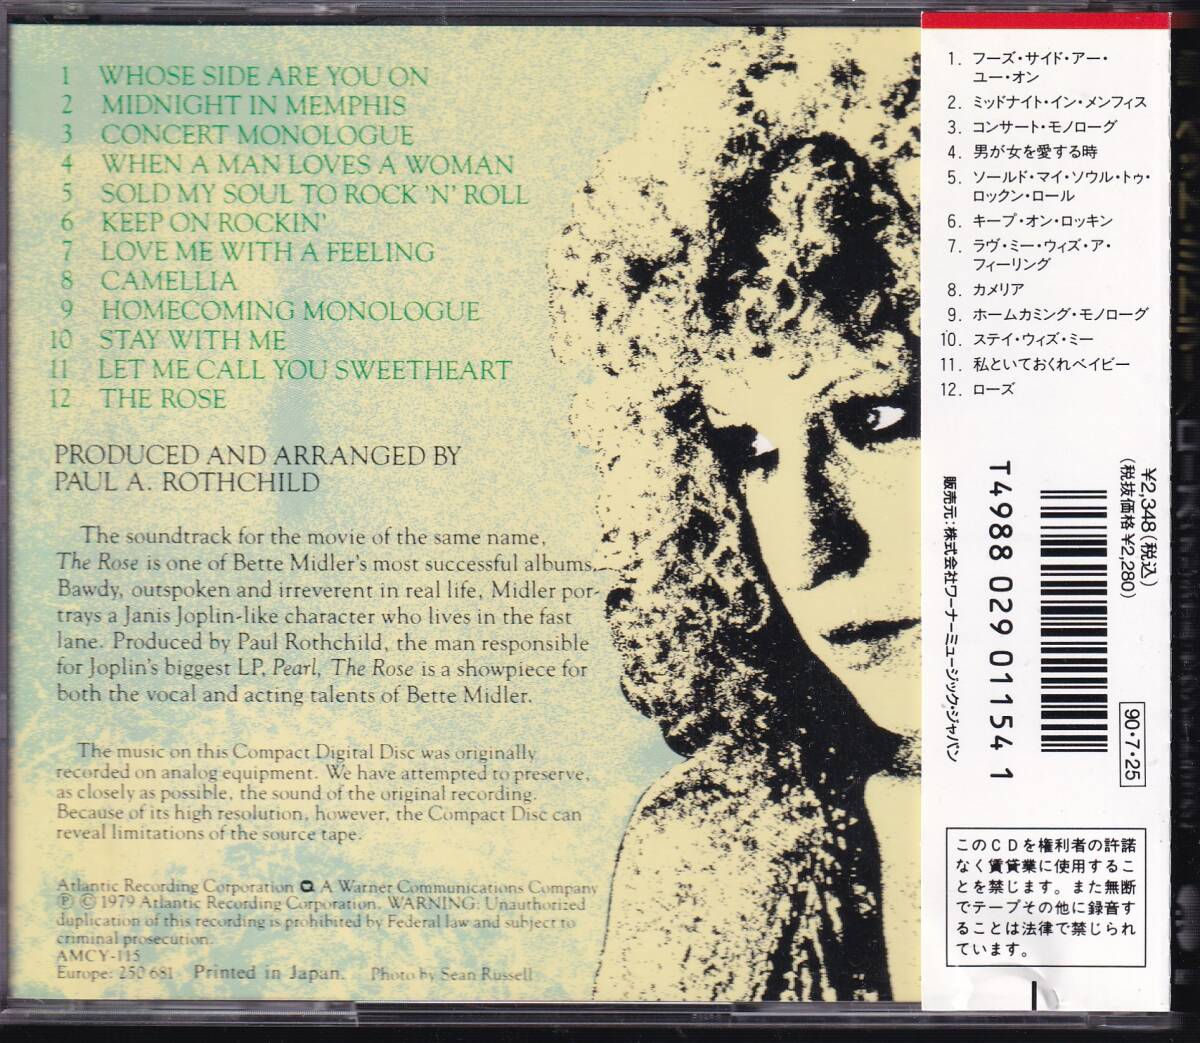 1 WHOSE SIDE ARE YOU ON
2 MIDNIGHT IN MEMPHIS
3 CONCERT MONOLOGUE
4 WHEN A MAN LOVES A WOMAN
5 SOLD MY SOUL TO ROCK 'N' ROLL
6 KEEP ON ROCKIN'
7 LOVE ME WITH A FEELING
8 CAMELLIA
9 HOMECOMING MONOLOGUE
10 STAY WITH ME
11 LET ME CALL YOU SWEETHEART
12 THE ROSE
PRODUCED AND ARRANGED BY
PAUL A. ROTHCHILD
The soundtrack for the movie of the same name,
The Rose is one of Bette Midler's most successful albums.
Bawdy, outspoken and irreverent in real life, Midler por-
trays a Janis Joplin-like character who lives in the fast
lane. Produced by Paul Rothchild, the man responsible
for Joplin's biggest LP, Pearl, The Rose is a showpiece for
both the vocal and acting talents of Bette Midler.
The music on this Compact Digital Disc was originally
recorded on analog equipment. We have attempted to preserve,
as closely as possible, the sound of the original recording.
Because of its high resolution, however, the Compact Disc can
reveal limitations of the source tape.
Atlantic Recording Corporation A Warner Communications Company
℗ © 1979 Atlantic Recording Corporation. WARNING: Unauthorized
duplication of this recording is prohibited by Federal law and subject to
criminal prosecution.
AMCY-115
Europe: 250 681 Printed in Japan. Photo by Sean Russell
1. フーズ・サイド・アー・
ユー・オン
2. ミッドナイト・イン・メンフィス
3. コンサート・モノローグ
4. 男が女を愛する時
5. ソールド・マイ・ソウル・トゥ・
ロックン・ロール
6. キープ・オン・ロッキン
7. ラヴ・ミー・ウィズ・ア・
フィーリング
8. カメリア
9. ホームカミング・モノローグ
10. ステイ・ウィズ・ミー
11. 私といておくれベイビー
12. ローズ
¥2,348(税込)
(税抜価格 ¥2,280)
T4988 029 01154 1
販売元:株式会社ワーナーミュージック・ジャパン
90・7・25
このCDを権利者の許諾
なく賃貸業に使用するこ
とを禁じます。また無断
でテープその他に録音す
ることは法律で禁じられ
ています。